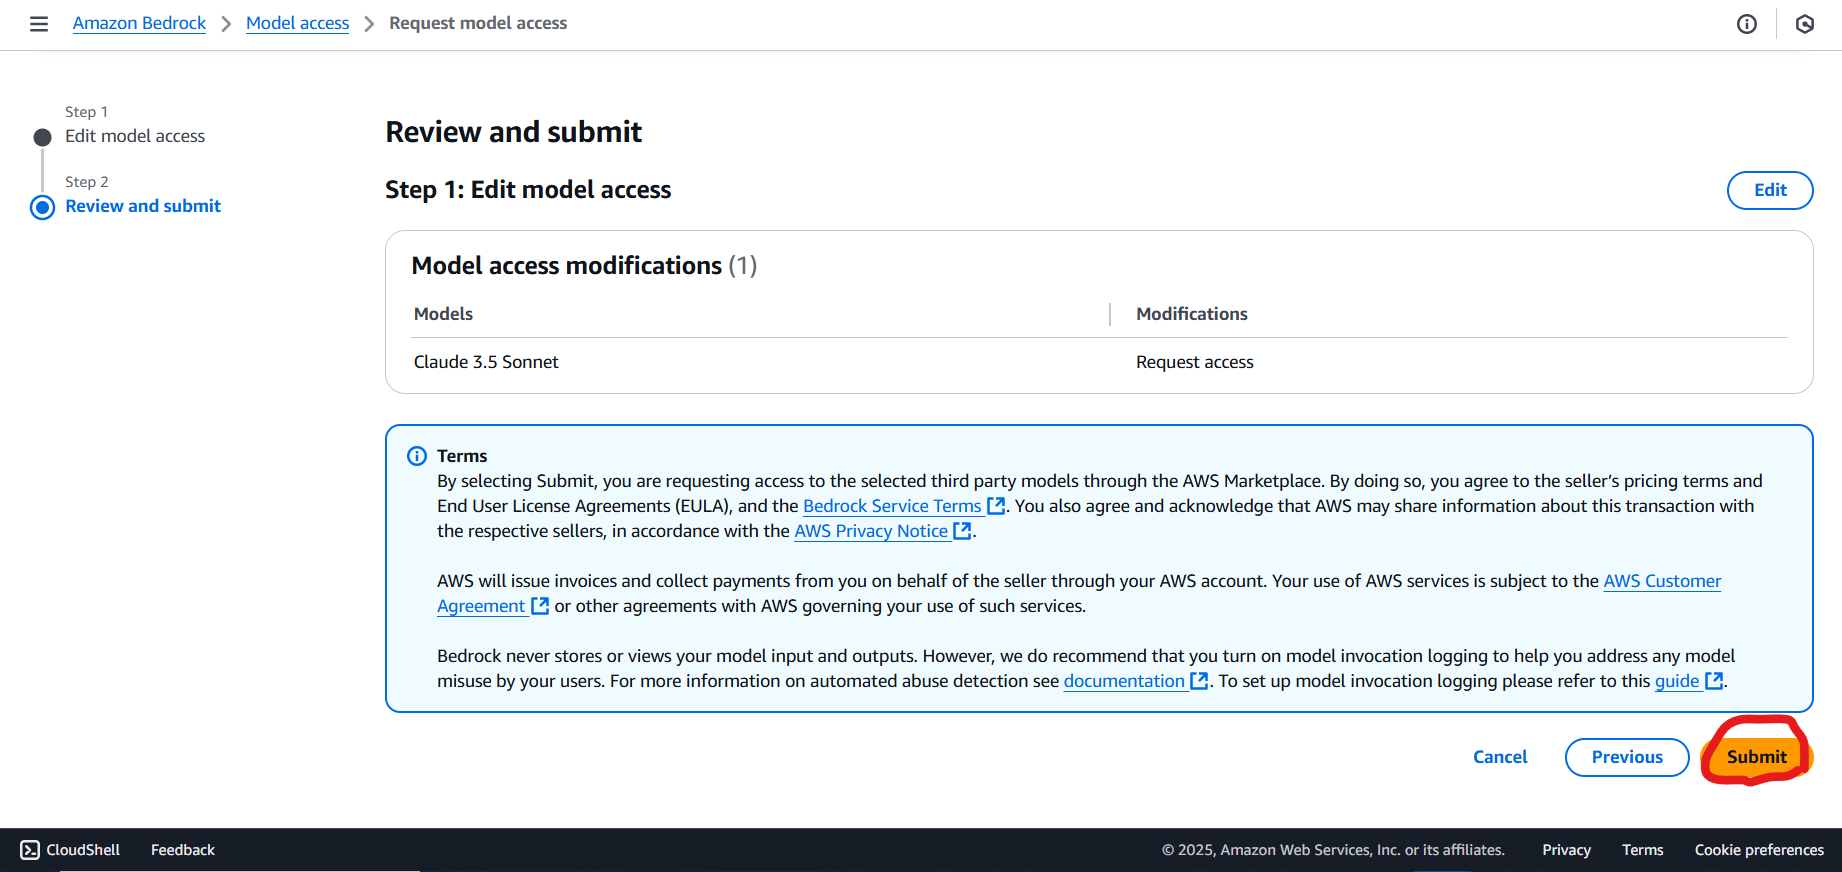 Amazon Bedrock > Model access > Request model access
Step 1
Edit model access
Step 2
Review and submit
Review and submit
Step 1: Edit model access
Edit
Model access modifications (1)
Models Modifications
Claude 3.5 Sonnet Request access
Terms
By selecting Submit, you are requesting access to the selected third party models through the AWS Marketplace. By doing so, you agree to the seller's pricing terms and
End User License Agreements (EULA), and the Bedrock Service Terms. You also agree and acknowledge that AWS may share information about this transaction with
the respective sellers, in accordance with the AWS Privacy Notice.
AWS will issue invoices and collect payments from you on behalf of the seller through your AWS account. Your use of AWS services is subject to the AWS Customer
Agreement or other agreements with AWS governing your use of such services.
Bedrock never stores or views your model input and outputs. However, we do recommend that you turn on model invocation logging to help you address any model
misuse by your users. For more information on automated abuse detection see documentation. To set up model invocation logging please refer to this guide.
Cancel Previous Submit
CloudShell Feedback © 2025, Amazon Web Services, Inc. or its affiliates. Privacy Terms Cookie preferences